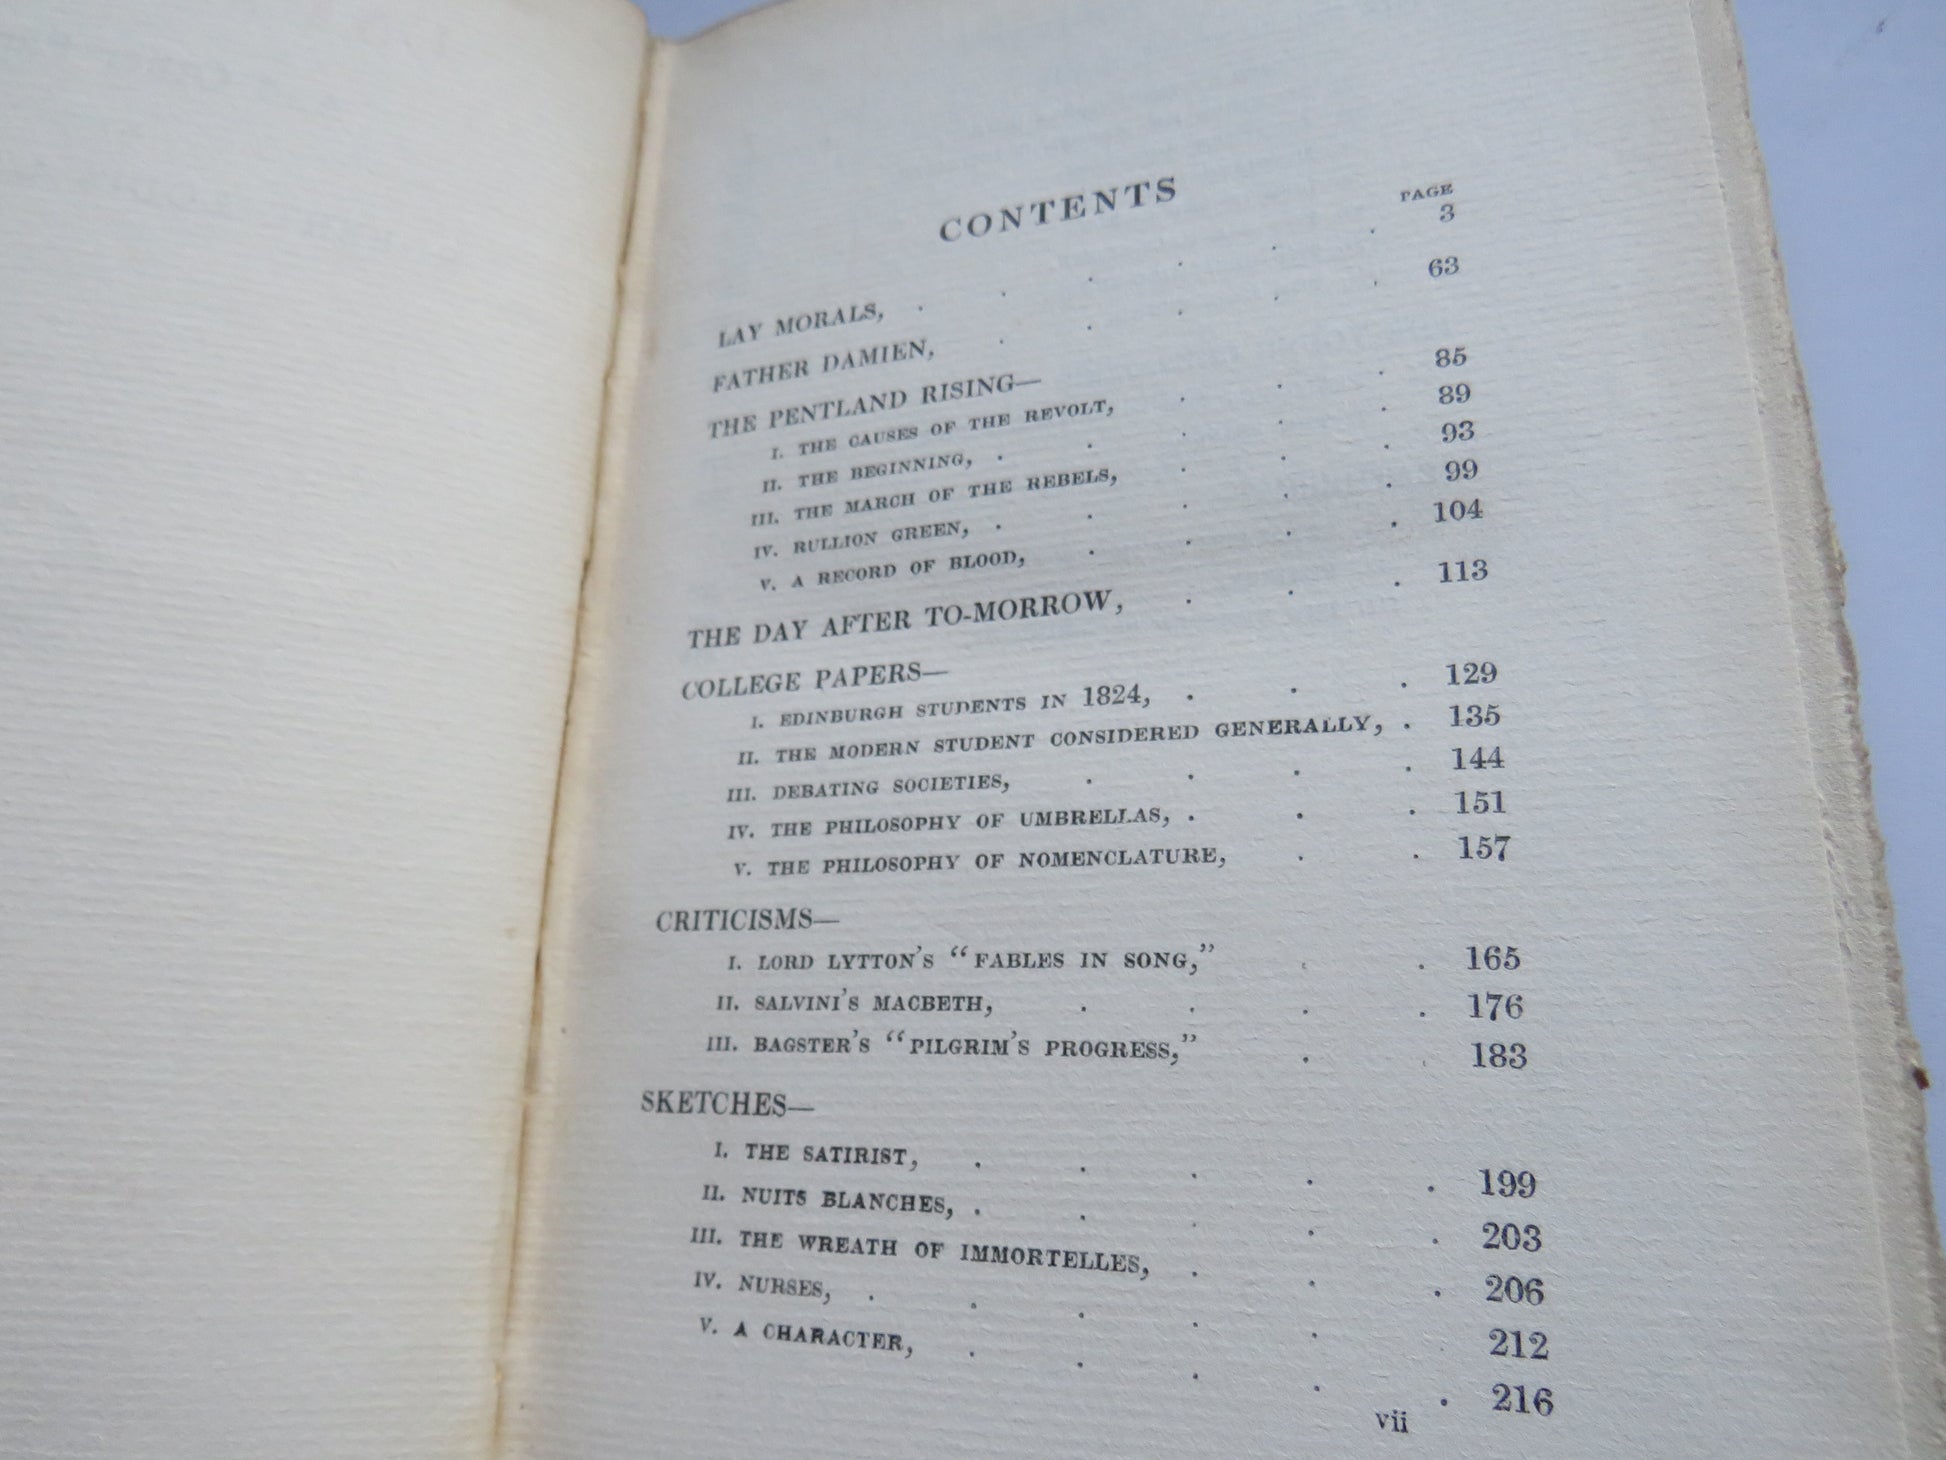 CONTENTS
PAGE
LAY MORALS, . . . . . . 3
FATHER DAMIEN, . . . . . 63
THE PENTLAND RISING—
I. THE CAUSES OF THE REVOLT, . . . 85
II. THE BEGINNING, . . . . . 89
III. THE MARCH OF THE REBELS, . . . 93
IV. RULLION GREEN, . . . . . 99
V. A RECORD OF BLOOD, . . . . 104
THE DAY AFTER TO-MORROW, . . . 113
COLLEGE PAPERS—
I. EDINBURGH STUDENTS IN 1824, . . . 129
II. THE MODERN STUDENT CONSIDERED GENERALLY, . 135
III. DEBATING SOCIETIES, . . . . 144
IV. THE PHILOSOPHY OF UMBRELLAS, . . . 151
V. THE PHILOSOPHY OF NOMENCLATURE, . . 157
CRITICISMS—
I. LORD LYTTON'S “FABLES IN SONG,” . . 165
II. SALVINI'S MACBETH, . . . . 176
III. BAGSTER'S “PILGRIM'S PROGRESS,” . . 183
SKETCHES—
I. THE SATIRIST, . . . . . 199
II. NUITS BLANCHES, . . . . . 203
III. THE WREATH OF IMMORTELLES, . . . 206
IV. NURSES, . . . . . 212
V. A CHARACTER, . . . . . 216
vii